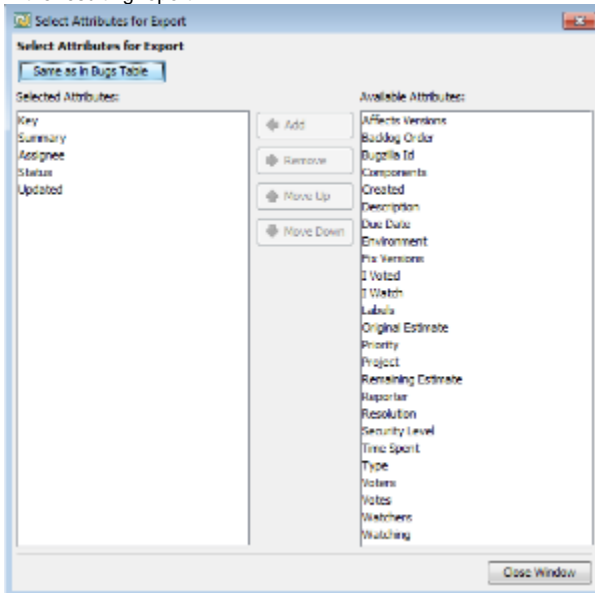 Select Attributes for Export
Select Attributes for Export
Same as in Bugs Table
Selected Attributes:
Available Attributes:
Key
Summary
Assignee
Status
Updated
Add
Remove
Move Up
Move Down
Affects Versions
Backlog Order
Bugzilla Id
Components
Created
Description
Due Date
Environment
Fix Versions
I Voted
I Watch
Labels
Original Estimate
Priority
Project
Remaining Estimate
Reporter
Resolution
Security Level
Time Spent
Type
Voters
Votes
Watchers
Watching
Close Window